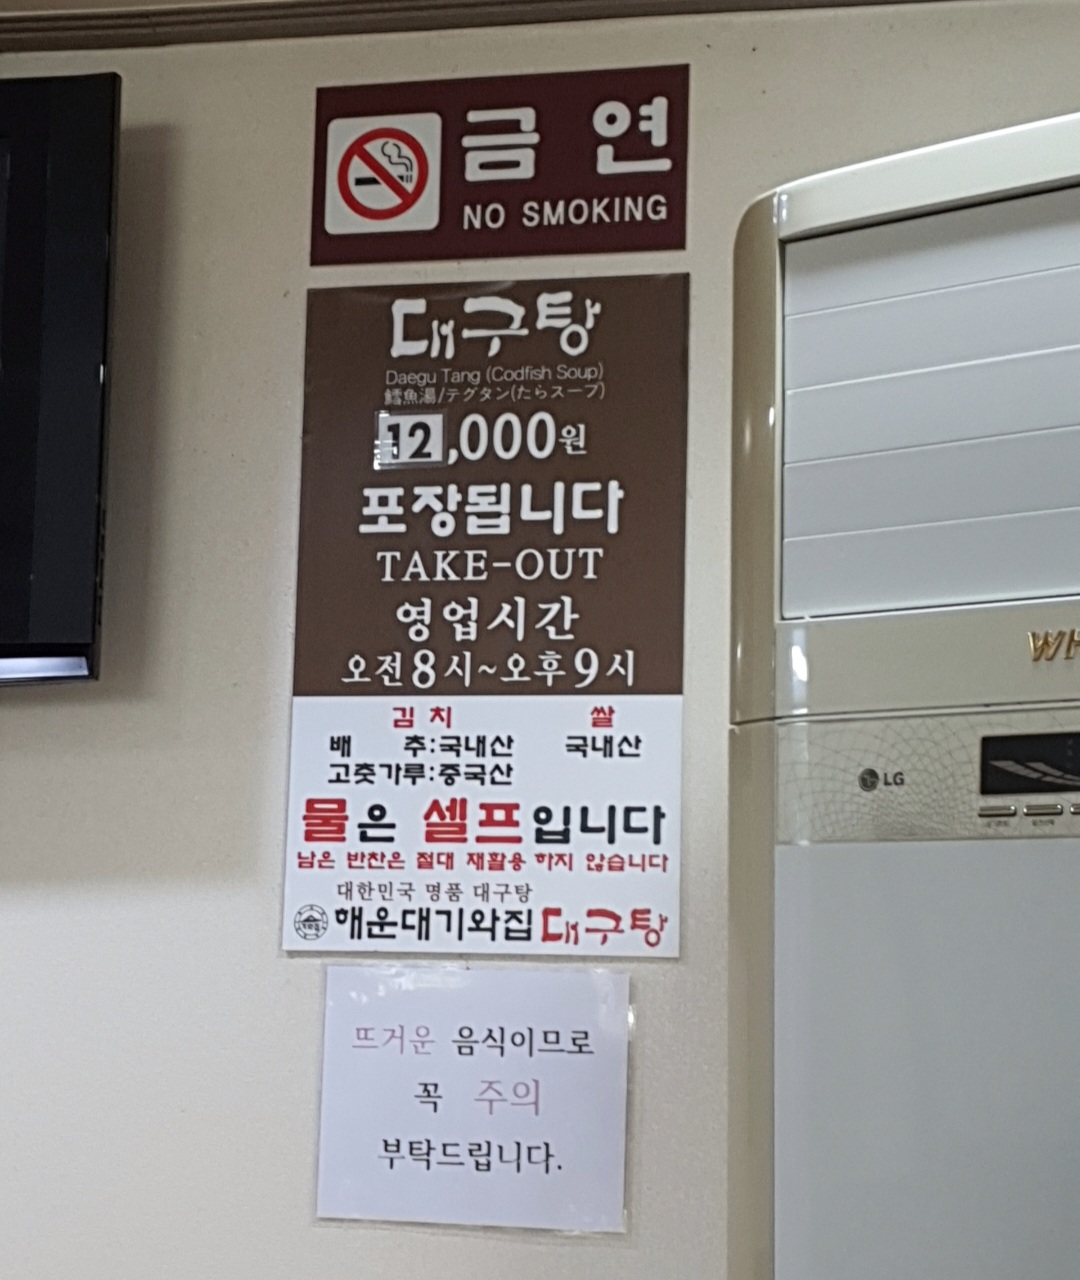 금 연
NO SMOKING
대구탕
Daegu Tang (Codfish Soup)
鱈魚湯/テグタン(たらスープ)
12,000원
포장됩니다
TAKE-OUT
영업시간
오전8시~오후9시
김 치 쌀
배 추:국내산 국내산
고춧가루:중국산
물은 셀프입니다
남은 반찬은 절대 재활용 하지 않습니다
대한민국 명품 대구탕
해운대기와집 대구탕
뜨거운 음식이므로
꼭 주의
부탁드립니다.
WH
LG